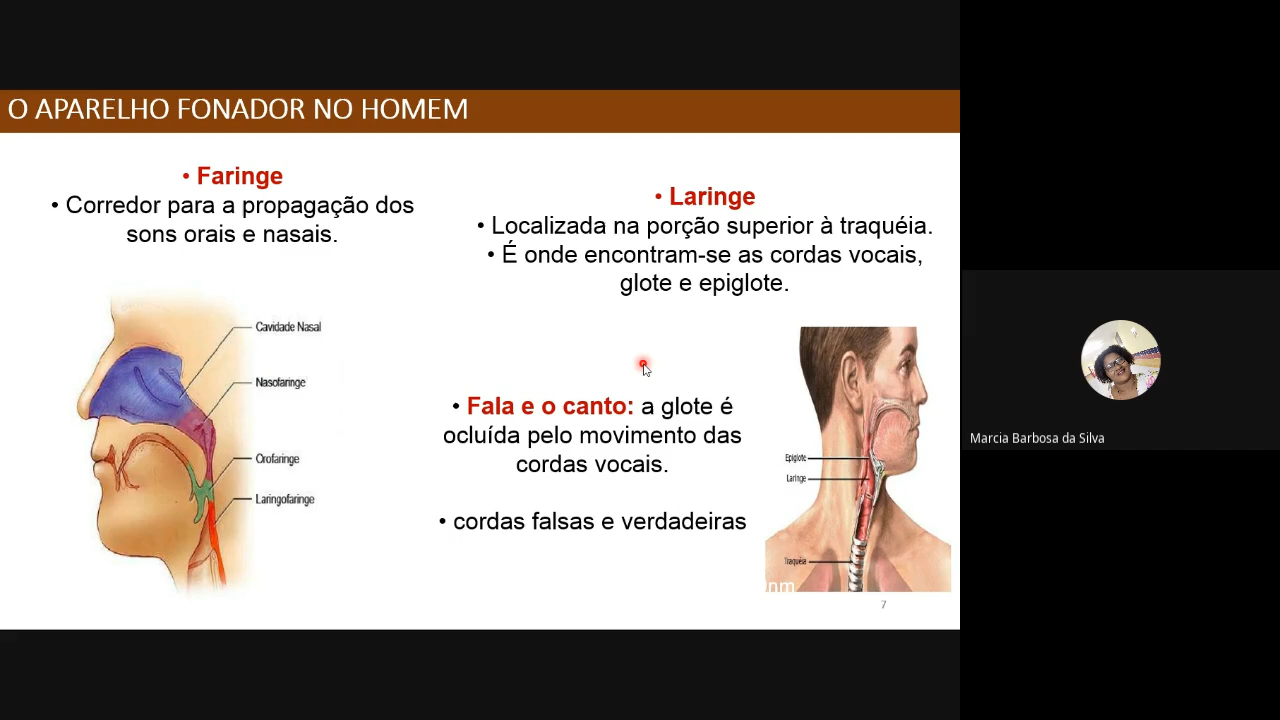 O APARELHO FONADOR NO HOMEM
• Faringe
• Corredor para a propagação dos
sons orais e nasais.
• Laringe
• Localizada na porção superior à traquéia.
• É onde encontram-se as cordas vocais,
glote e epiglote.
Cavidade Nasal
Nasofaringe
Orofaringe
Laringofaringe
• Fala e o canto: a glote é
ocluída pelo movimento das
cordas vocais.
• cordas falsas e verdadeiras
Epiglote
Laringe
Traquéia
7
Marcia Barbosa da Silva